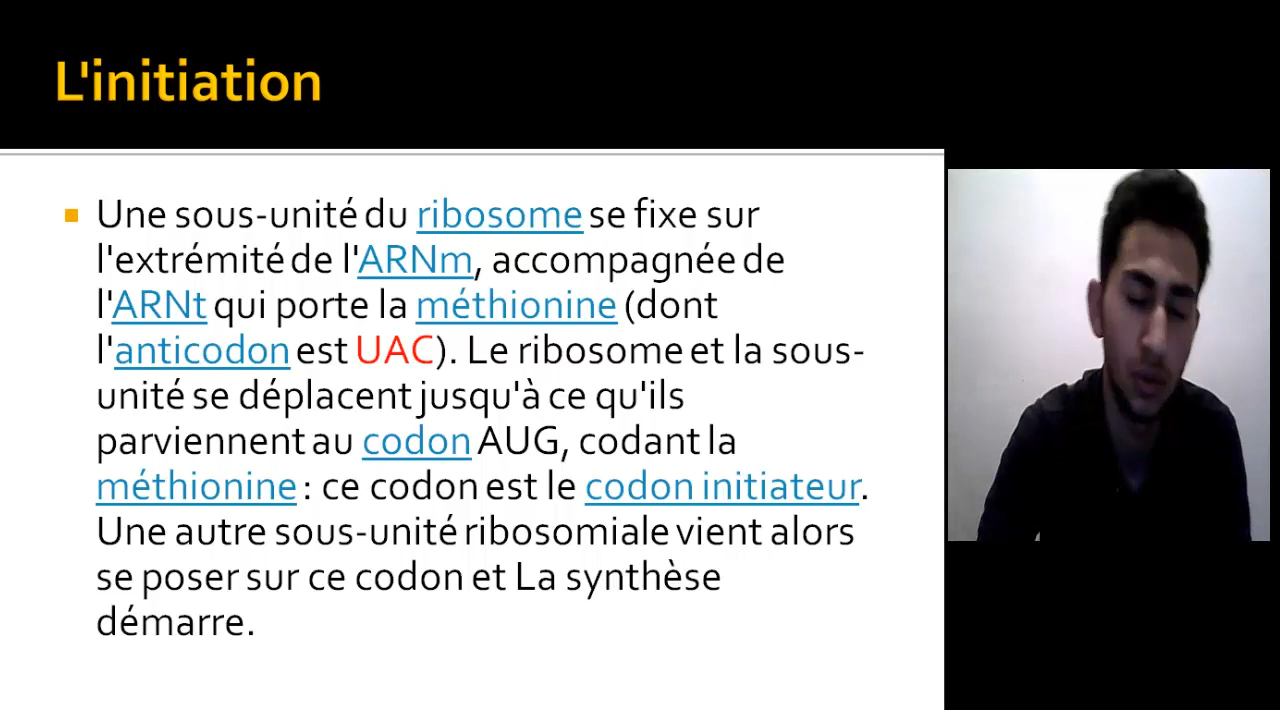 L'initiation
Une sous-unité du ribosome se fixe sur
l'extrémité de l'ARNm, accompagnée de
l'ARNt qui porte la méthionine (dont
l'anticodon est UAC). Le ribosome et la sous-
unité se déplacent jusqu'à ce qu'ils
parviennent au codon AUG, codant la
méthionine : ce codon est le codon initiateur.
Une autre sous-unité ribosomiale vient alors
se poser sur ce codon et La synthèse
démarre.